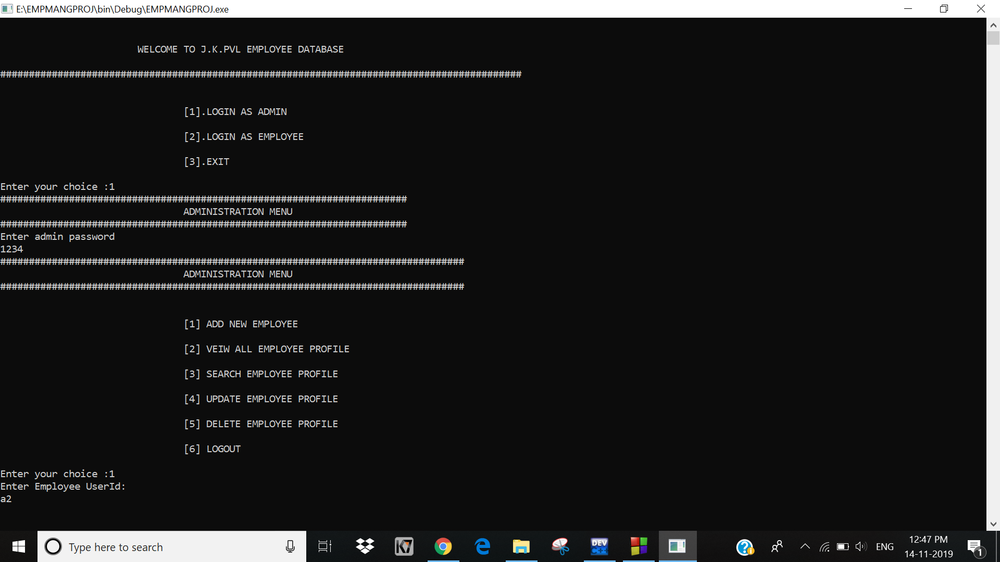 E:\EMPMANGPROJ\bin\Debug\EMPMANGPROJ.exe
WELCOME TO J.K.PVL EMPLOYEE DATABASE
###########################################################################################
[1].LOGIN AS ADMIN
[2].LOGIN AS EMPLOYEE
[3].EXIT
Enter your choice :1
#######################################################################
ADMINISTRATION MENU
#######################################################################
Enter admin password
1234
#################################################################################
ADMINISTRATION MENU
#################################################################################
[1] ADD NEW EMPLOYEE
[2] VEIW ALL EMPLOYEE PROFILE
[3] SEARCH EMPLOYEE PROFILE
[4] UPDATE EMPLOYEE PROFILE
[5] DELETE EMPLOYEE PROFILE
[6] LOGOUT
Enter your choice :1
Enter Employee UserId:
a2
Type here to search
K7
DEV
C++
ENG
12:47 PM
14-11-2019
1